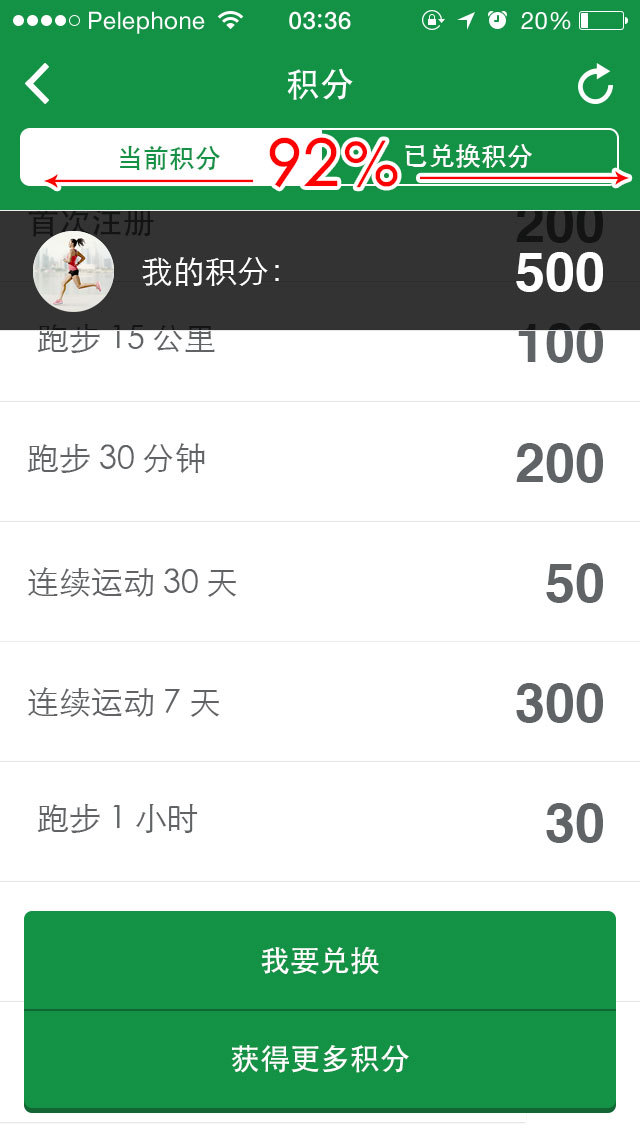 Pelephone 03:36 20%
积分
当前积分 92% 已兑换积分
首次注册 200
我的积分: 500
跑步 15 公里 100
跑步 30 分钟 200
连续运动 30 天 50
连续运动 7 天 300
跑步 1 小时 30
我要兑换
获得更多积分